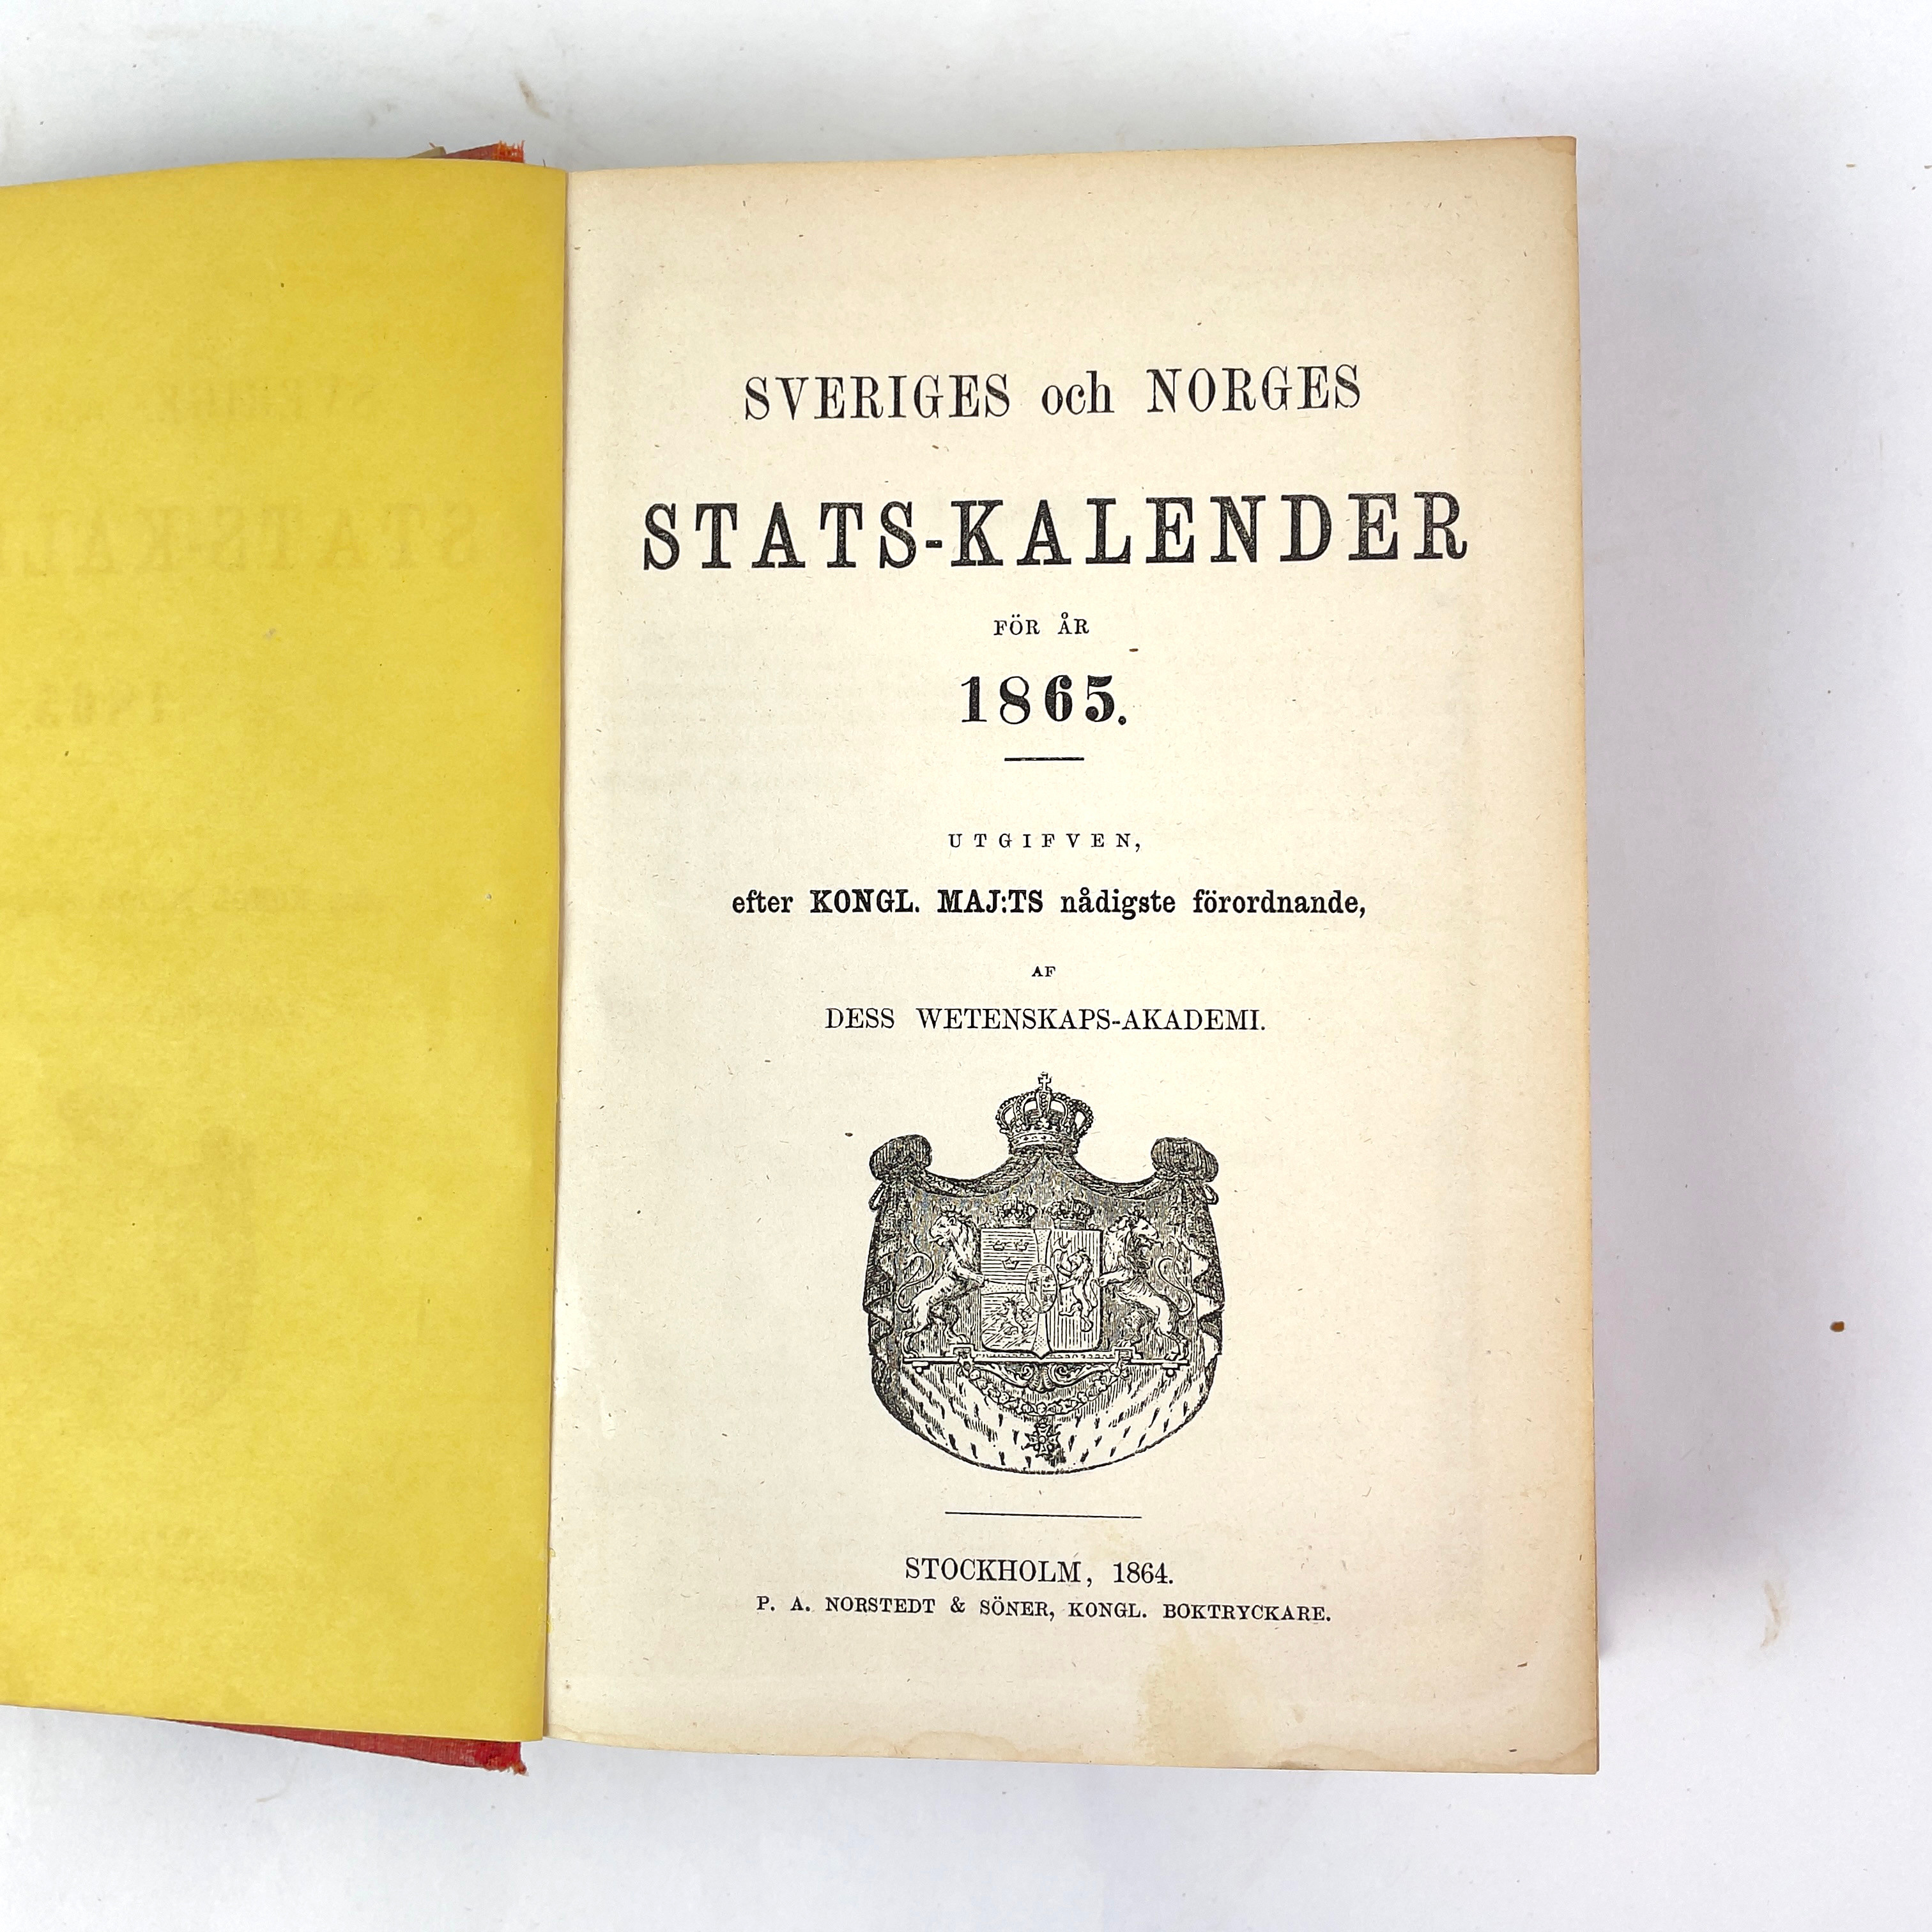 SVERIGES och NORGES
STATS-KALENDER
FÖR ÅR
1865.
UTGIFVEN,
efter KONGL. MAJ:TS nådigste förordnande,
AF
DESS WETENSKAPS-AKADEMI.
STOCKHOLM, 1864.
P. A. NORSTEDT & SÖNER, KONGL. BOKTRYCKARE.